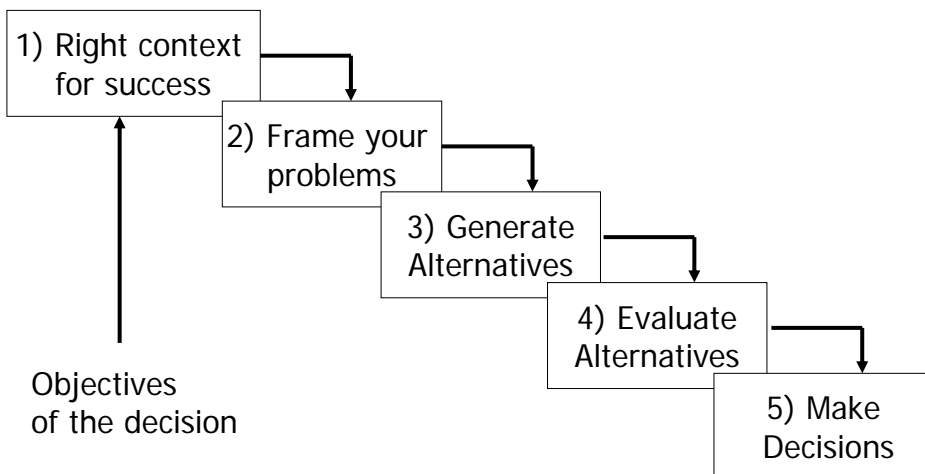 1) Right context
for success
2) Frame your
problems
3) Generate
Alternatives
4) Evaluate
Alternatives
Objectives
of the decision
5) Make
Decisions